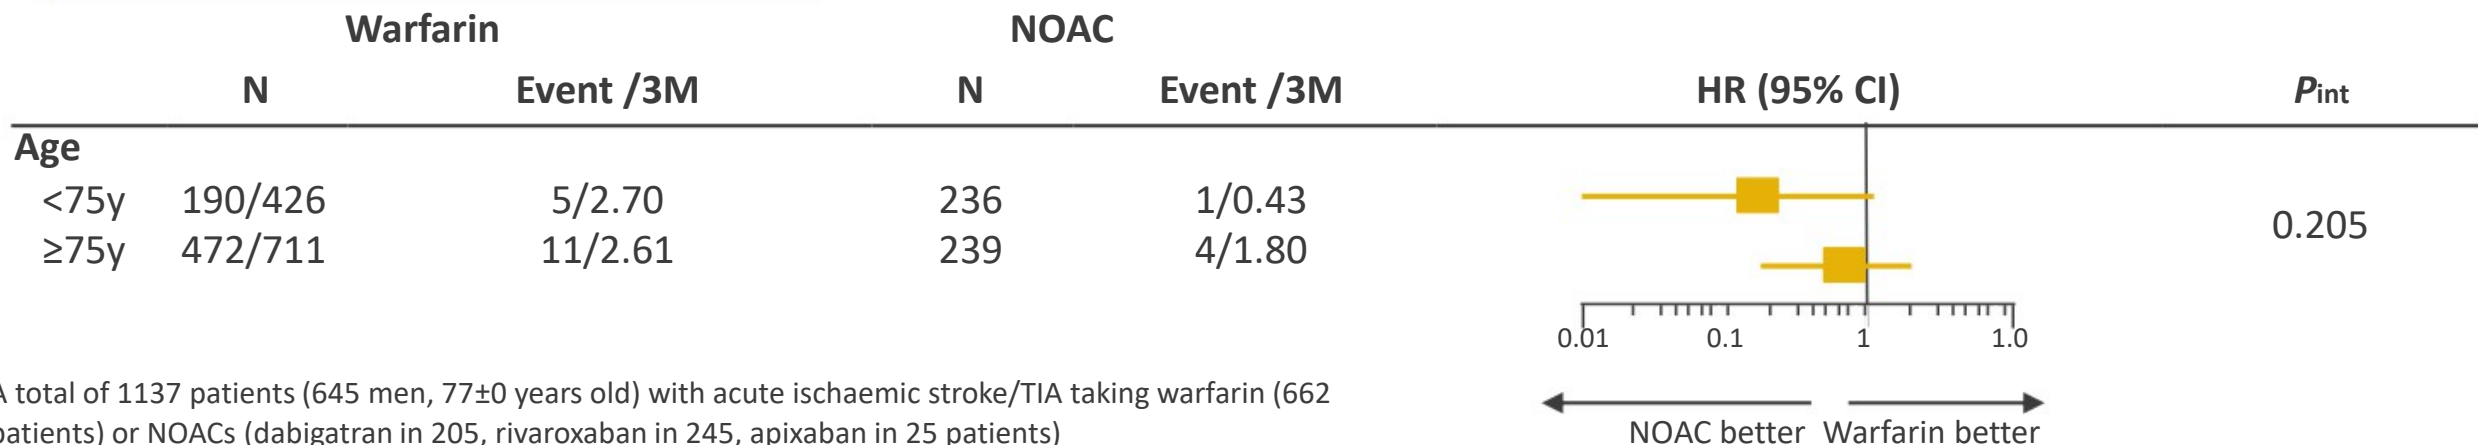 Warfarin NOAC
N Event /3M N Event /3M HR (95% CI) Pint
Age
<75y 190/426 5/2.70 236 1/0.43
0.205
≥75y 472/711 11/2.61 239 4/1.80
0.01 0.1 1 1.0
A total of 1137 patients (645 men, 77±0 years old) with acute ischaemic stroke/TIA taking warfarin (662
patients) or NOACs (dabigatran in 205, rivaroxaban in 245, apixaban in 25 patients)
NOAC better Warfarin better